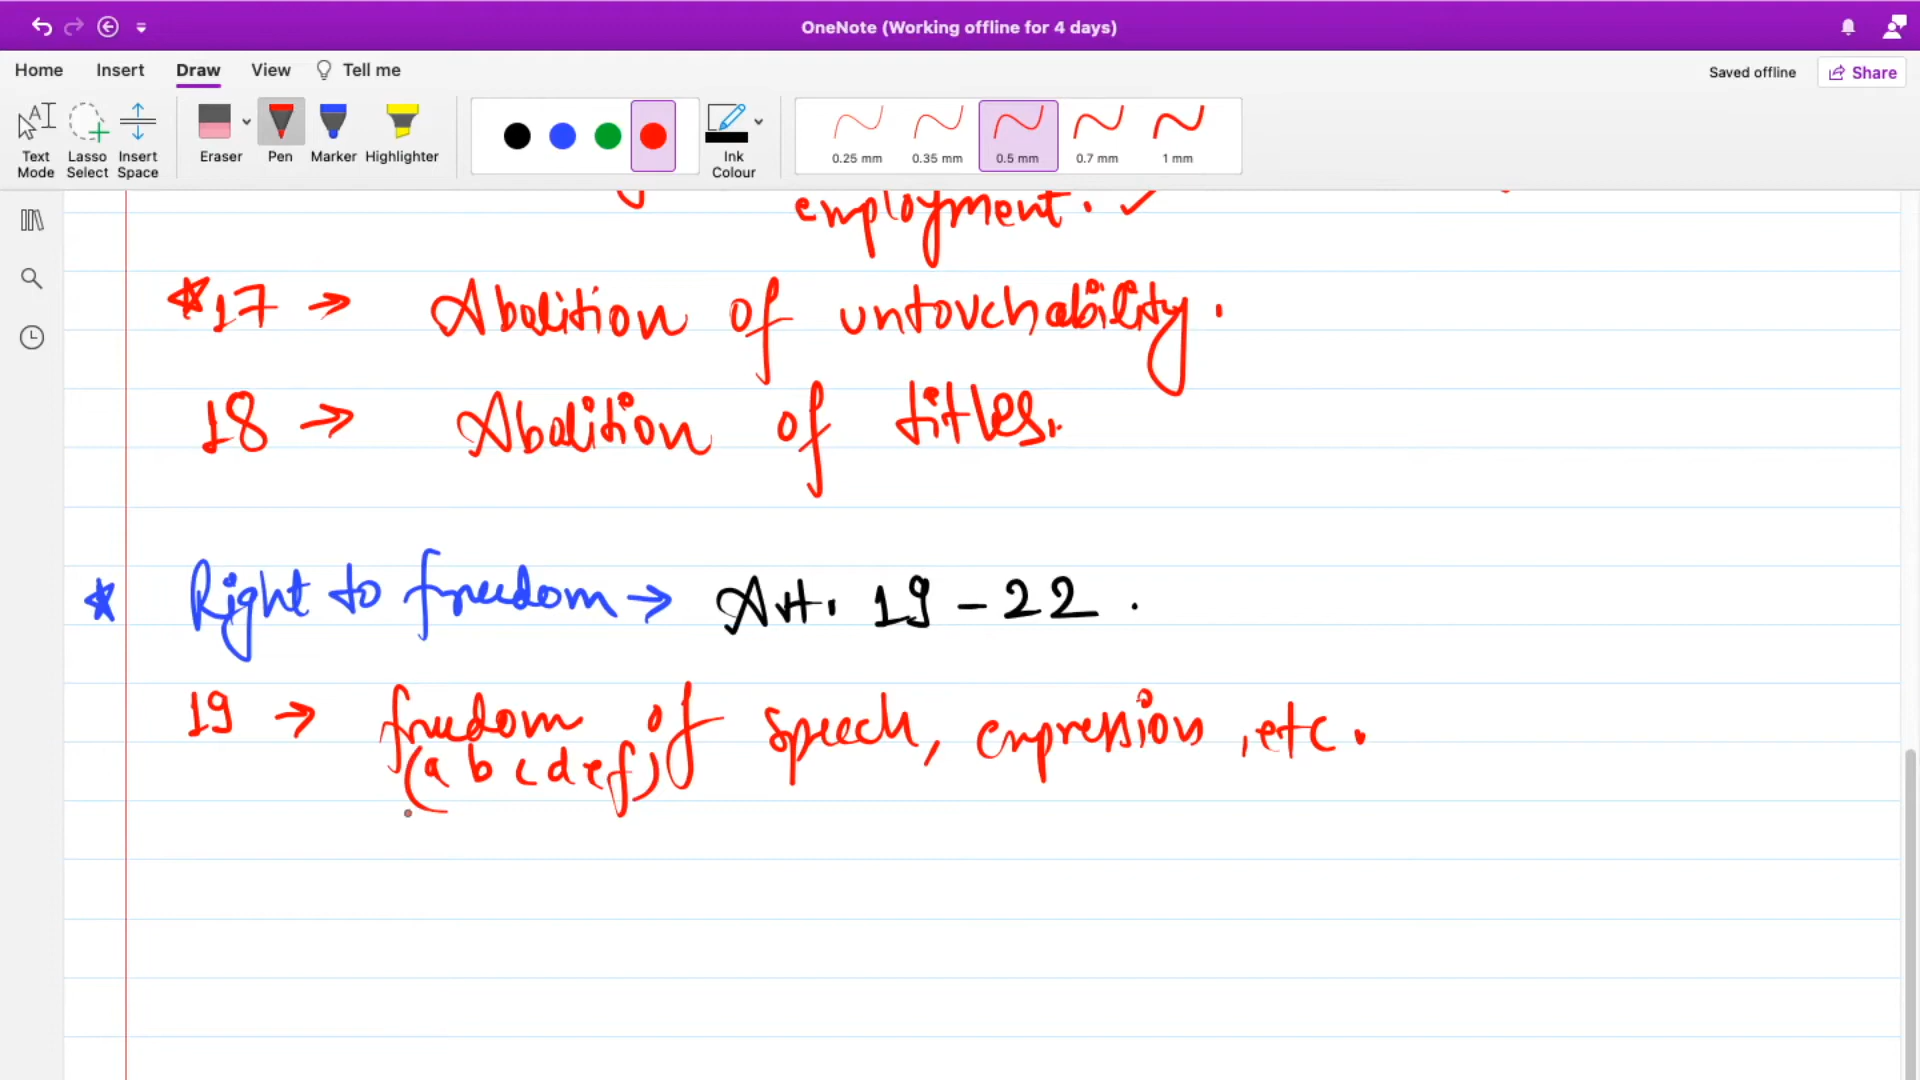 OneNote (Working offline for 4 days)
Home Insert Draw View Tell me Saved offline Share
Text Mode Lasso Select Insert Space Eraser Pen Marker Highlighter Ink Colour 0.25 mm 0.35 mm 0.5 mm 0.7 mm 1 mm
employment. ✓
*17 → Abolition of untouchability.
18 → Abolition of titles.
* Right to freedom → Art. 19 - 22 .
19 → freedom of speech, expression, etc.
(a b c d e f)